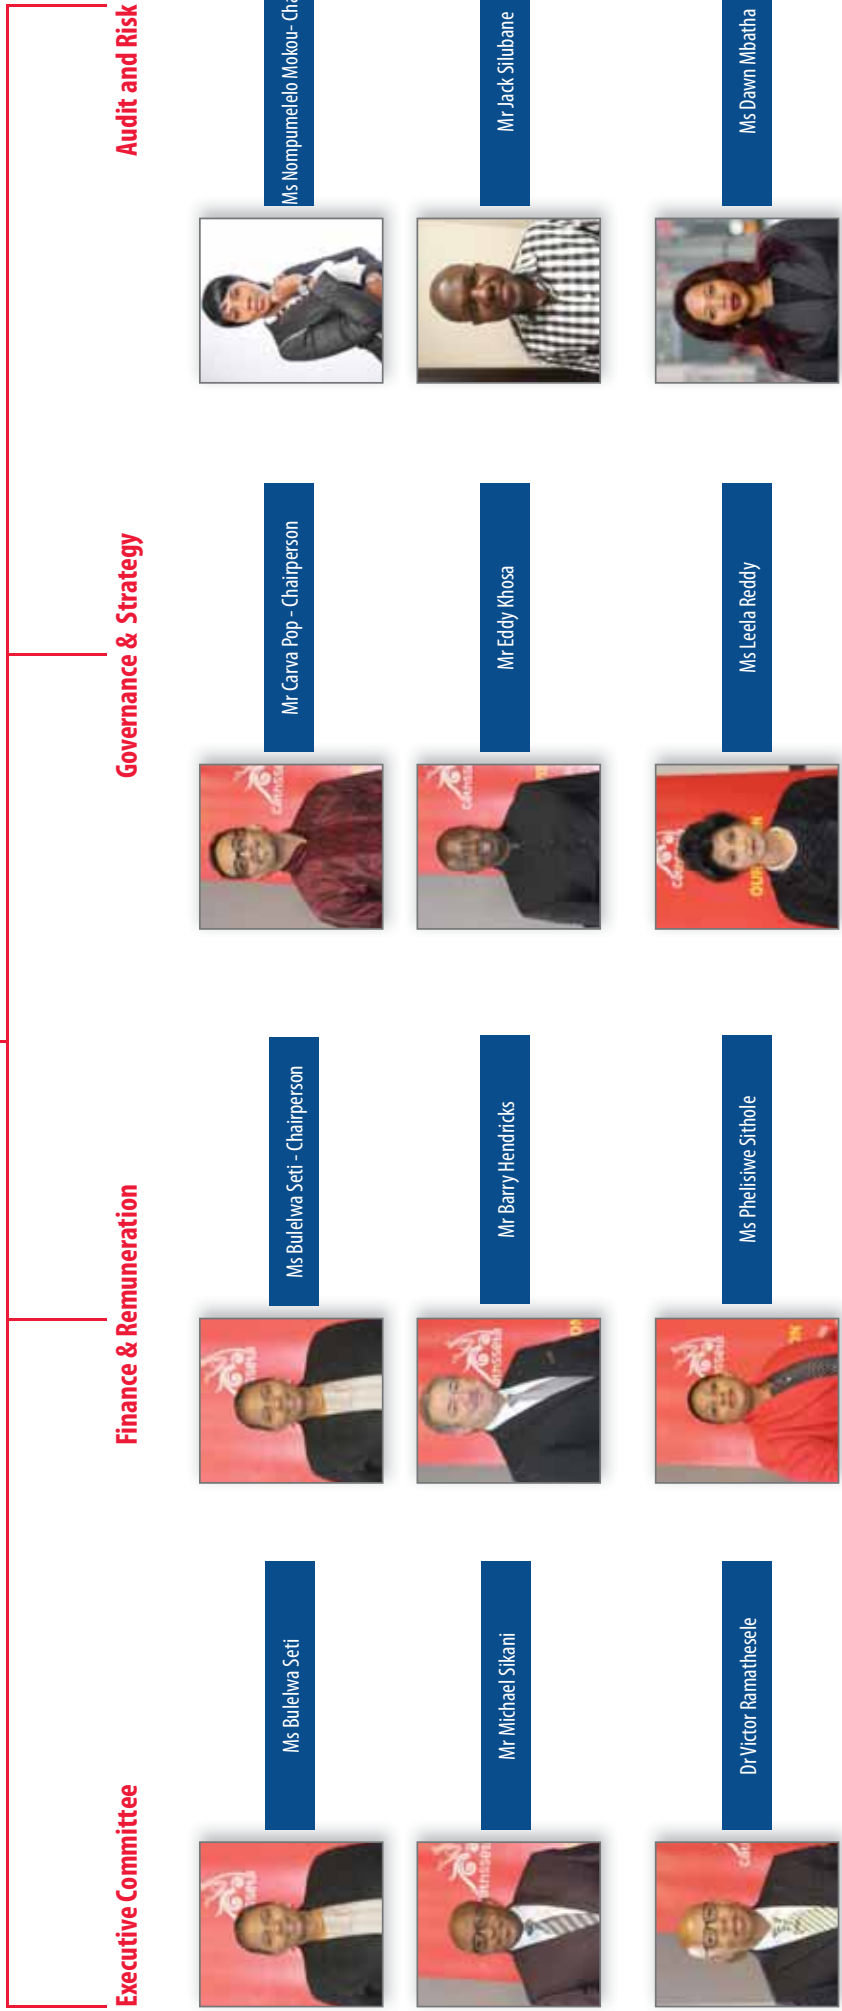 Executive Committee
Ms Bulelwa Seti
Mr Michael Sikani
Dr Victor Ramathesele
Finance & Remuneration
Ms Bulelwa Seti - Chairperson
Mr Barry Hendricks
Ms Phelisiwe Sithole
Governance & Strategy
Mr Carva Pop - Chairperson
Mr Eddy Khosa
Ms Leela Reddy
Audit and Risk
Ms Nompumelelo Mokou- Cha
Mr Jack Silubane
Ms Dawn Mbatha